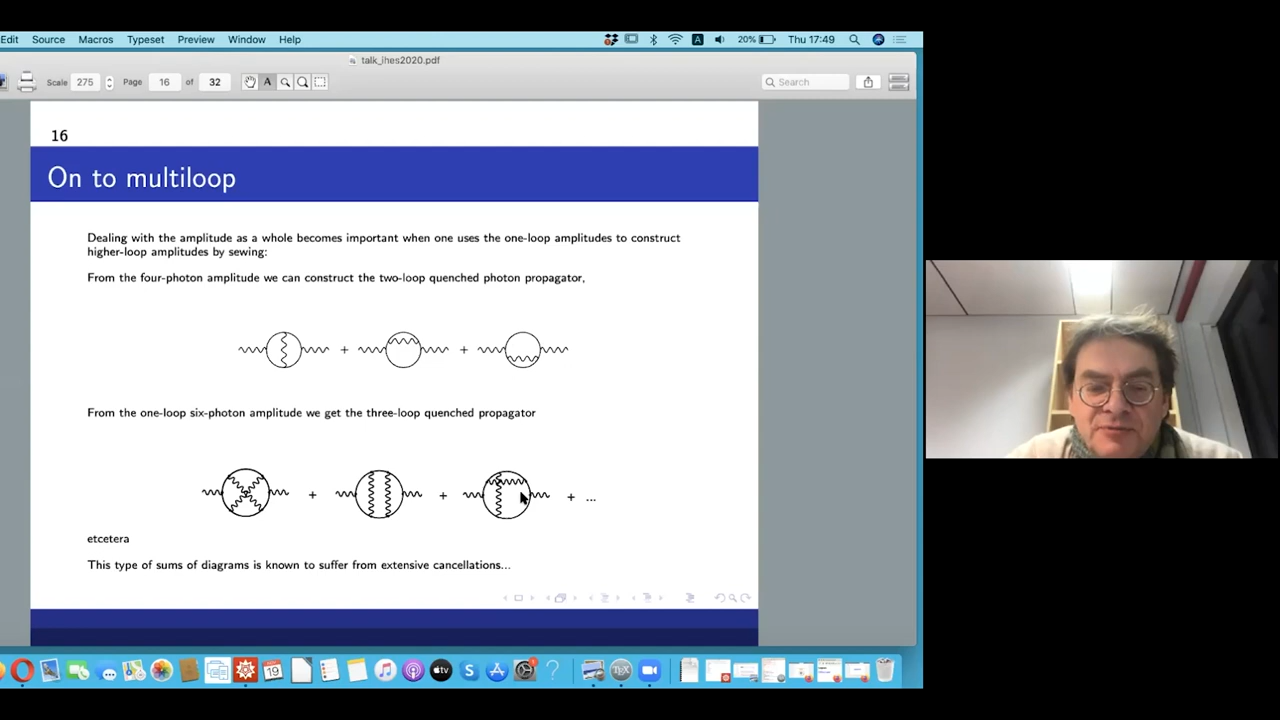 Edit Source Macros Typeset Preview Window Help A 20% Thu 17:49
talk_ihes2020.pdf
Scale 275 Page 16 of 32 A Search
16
On to multiloop
Dealing with the amplitude as a whole becomes important when one uses the one-loop amplitudes to construct
higher-loop amplitudes by sewing:
From the four-photon amplitude we can construct the two-loop quenched photon propagator,
+ +
From the one-loop six-photon amplitude we get the three-loop quenched propagator
+ + + ...
etcetera
This type of sums of diagrams is known to suffer from extensive cancellations...
19 tv S TEX